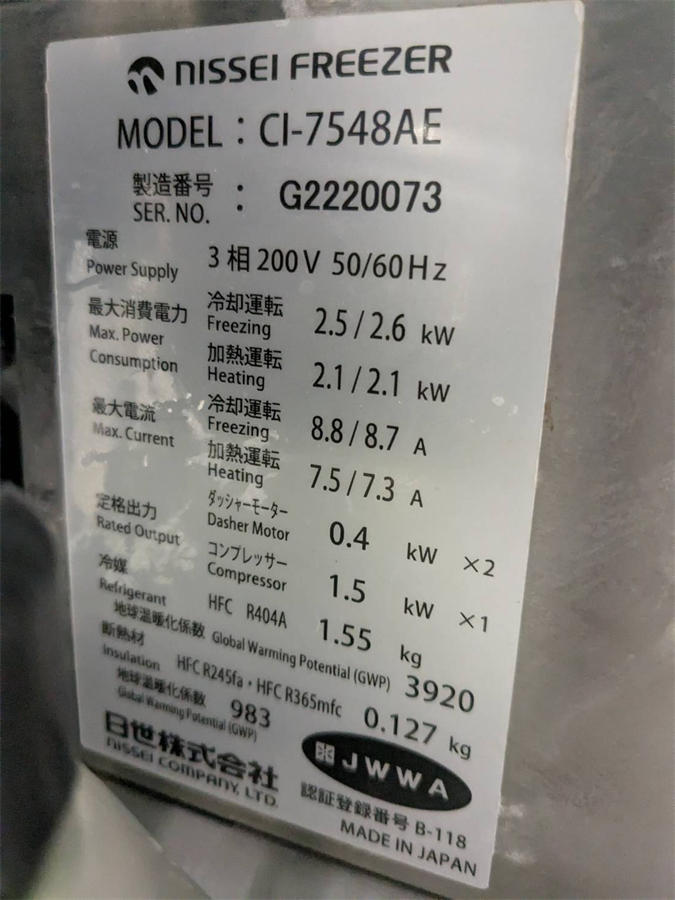 NISSEI FREEZER
MODEL : CI-7548AE
製造番号
SER. NO. : G2220073
電源
Power Supply 3相 200V 50/60Hz
最大消費電力 冷却運転
Max. Power Freezing 2.5 / 2.6 kW
Consumption 加熱運転
Heating 2.1 / 2.1 kW
最大電流 冷却運転
Max. Current Freezing 8.8 / 8.7 A
加熱運転
Heating 7.5 / 7.3 A
定格出力 ダッシャーモーター
Rated Output Dasher Motor 0.4 kW ×2
コンプレッサー
Compressor 1.5 kW ×1
冷媒
Refrigerant HFC R404A 1.55 kg
地球温暖化係数 Global Warming Potential (GWP) 3920
断熱材
Insulation HFC R245fa・HFC R365mfc 0.127 kg
地球温暖化係数
Global Warming Potential (GWP) 983
日世株式会社
NISSEI COMPANY, LTD.
JWWA
認証登録番号 B-118
MADE IN JAPAN